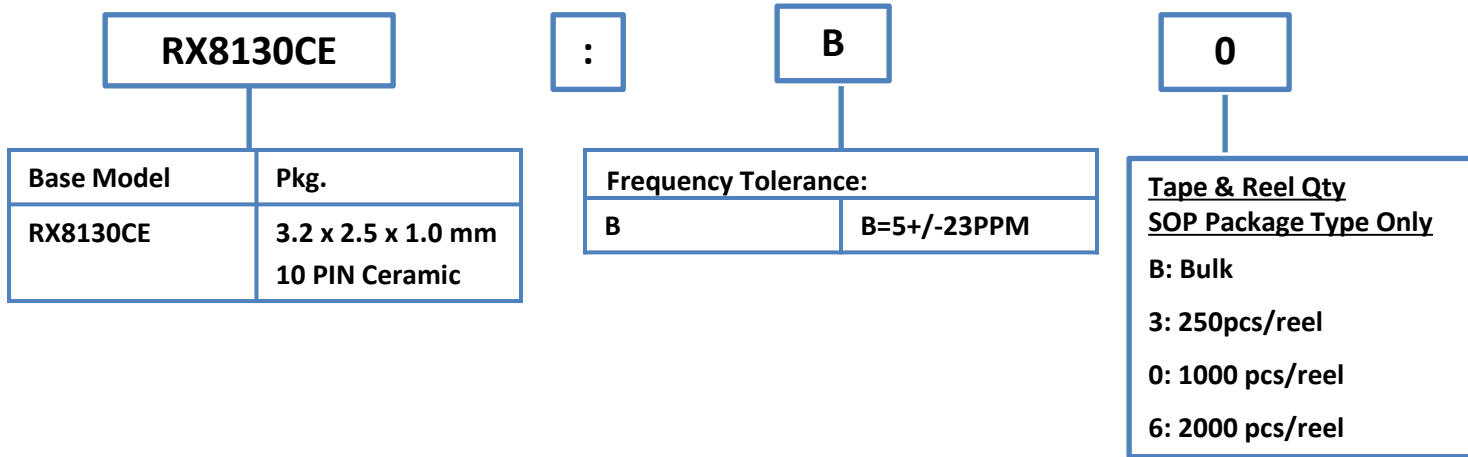 RX8130CE : B 0
Base Model Pkg.
RX8130CE 3.2 x 2.5 x 1.0 mm
10 PIN Ceramic
Frequency Tolerance:
B B=5+/-23PPM
Tape & Reel Qty
SOP Package Type Only
B: Bulk
3: 250pcs/reel
0: 1000 pcs/reel
6: 2000 pcs/reel